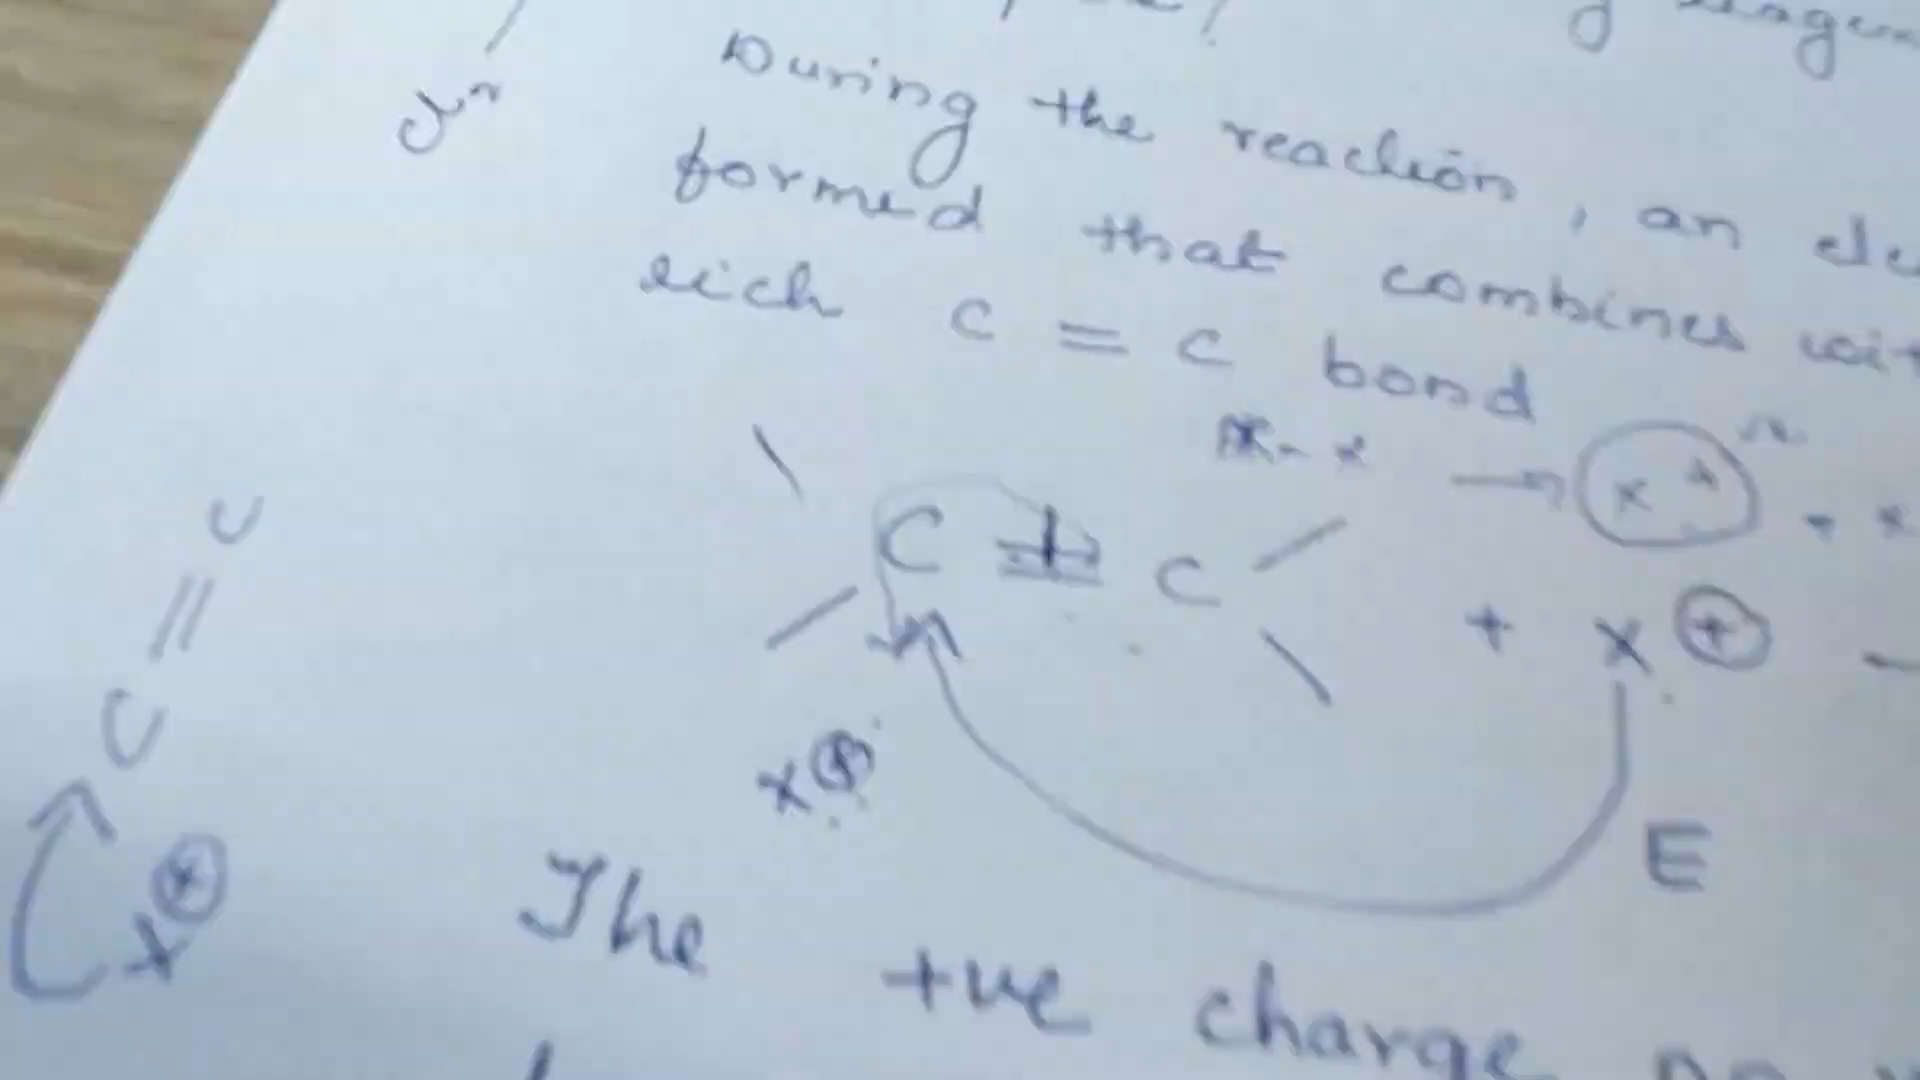 During the reaction, an
formed that combines
rich C = C bond
x - x → x +
C = C + x +
C = C
x +
x +
E
The +ve charge